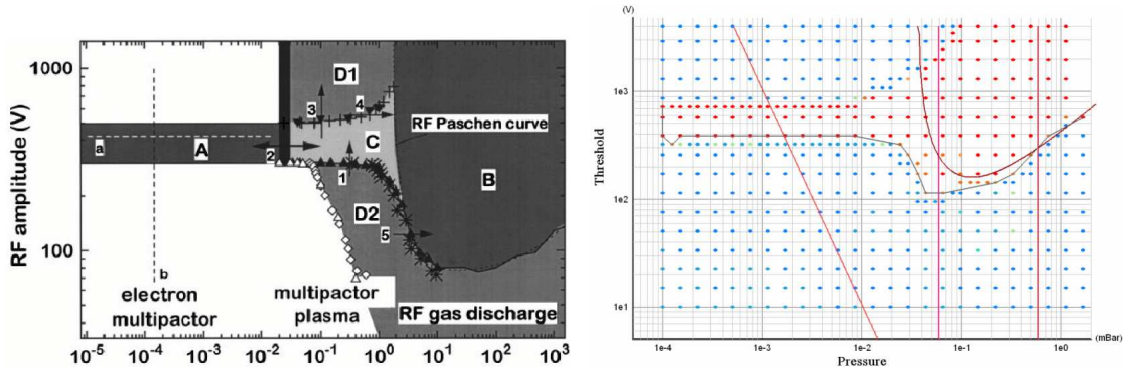 RF amplitude (V)
1000
100
D1
3
4
RF Paschen curve
a
A
C
2
1
B
D2
5
b
electron
multipactor
multipactor
plasma
RF gas discharge
10-5
10-4
10-3
10-2
10-1
100
101
102
103
(V)
1e3
1e2
1e1
Threshold
1e-4
1e-3
1e-2
1e-1
1e0
(mBar)
Pressure